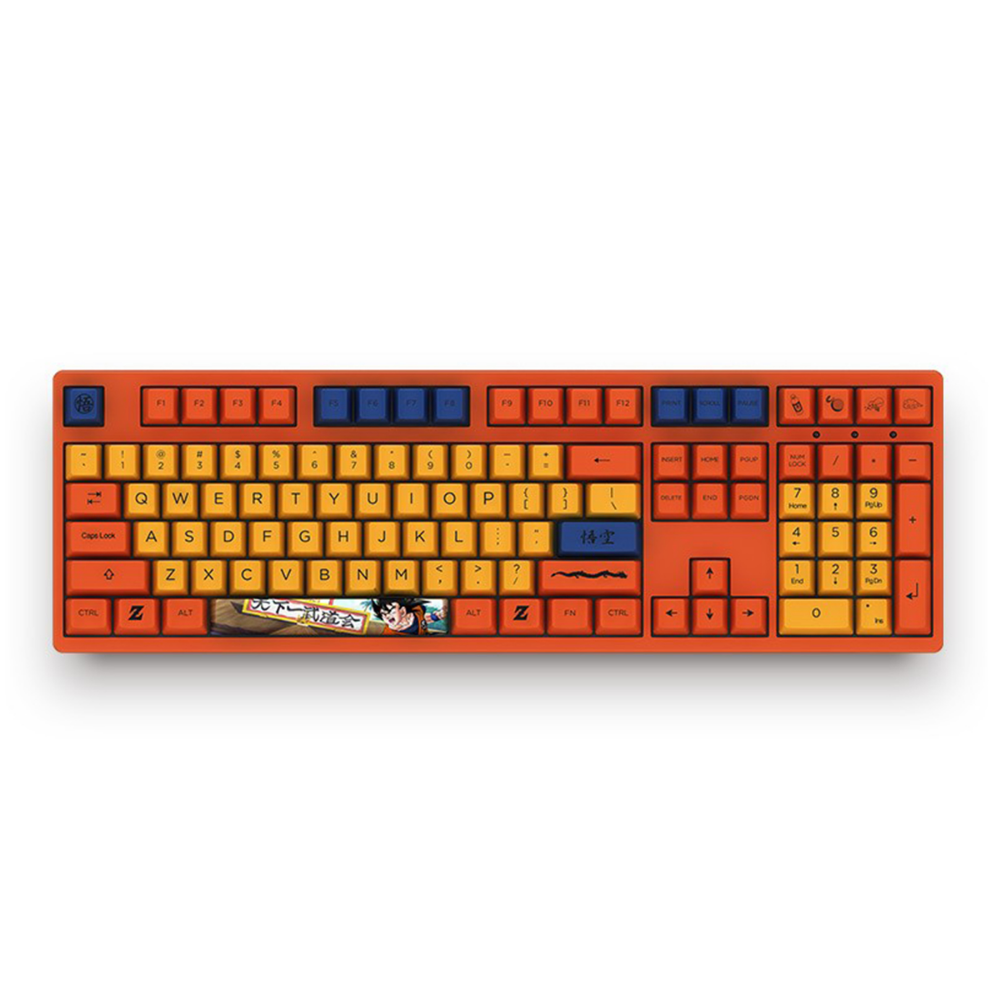 悟 F1 F2 F3 F4 F5 F6 F7 F8 F9 F10 F11 F12 PRINT SCROLL PAUSE
~ ! @ # $ % ^ & * ( ) - + ← INSERT HOME PGUP NUM LOCK / * −
` 1 2 3 4 5 6 7 8 9 0
Q W E R T Y U I O P { } | DELETE END PGDN 7 8 9 +
[ ] \ Home ↑ PgUp
Caps Lock A S D F G H J K L : " 悟空 4 5 6
; ' ← →
⇧ Z X C V B N M < > ? ↑ 1 2 3
, . / End ↓ PgDn
CTRL Z ALT 天下一武道会 ALT Z FN CTRL ← ↓ → 0 .
Ins